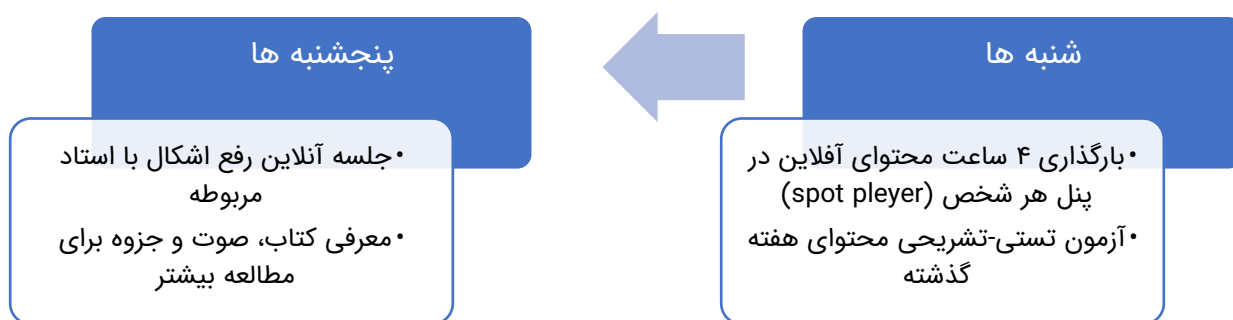 شنبه ها
•بارگذاری ۴ ساعت محتوای آفلاین در
پنل هر شخص (spot pleyer)
•آزمون تستی-تشریحی محتوای هفته
گذشته
پنجشنبه ها
•جلسه آنلاین رفع اشکال با استاد
مربوطه
•معرفی کتاب، صوت و جزوه برای
مطالعه بیشتر